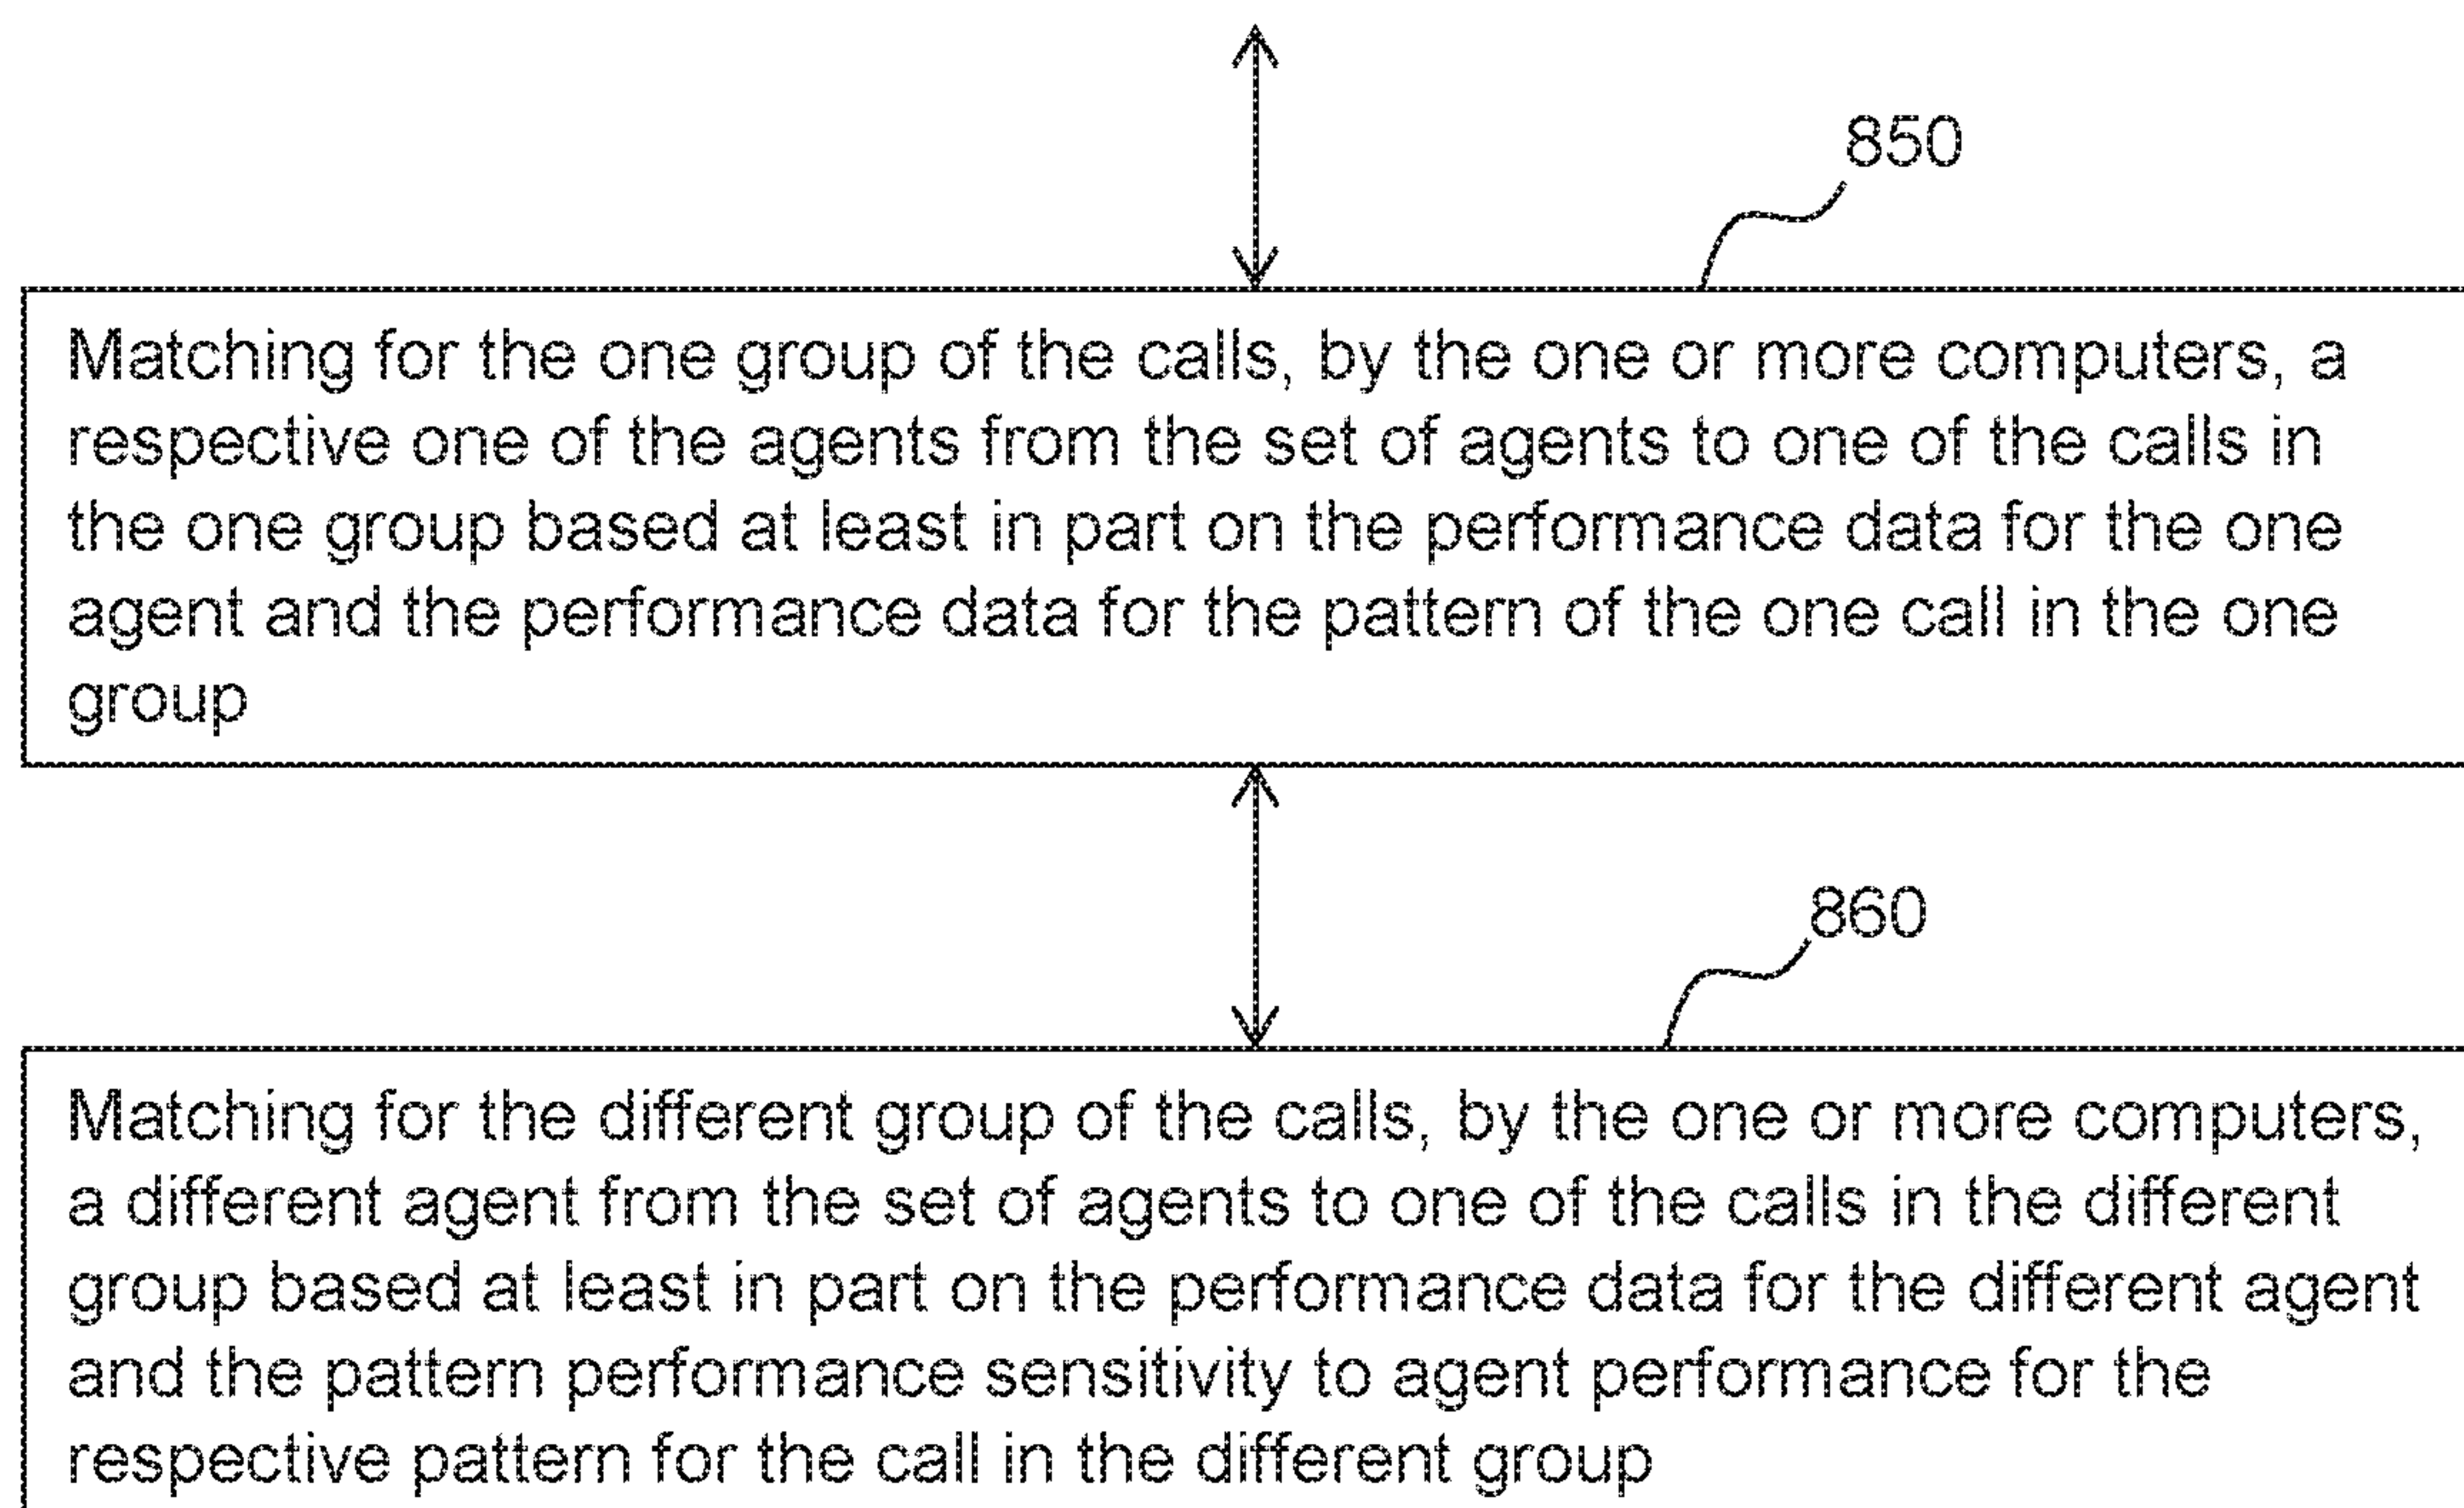 850
Matching for the one group of the calls, by the one or more computers, a
respective one of the agents from the set of agents to one of the calls in
the one group based at least in part on the performance data for the one
agent and the performance data for the pattern of the one call in the one
group
860
Matching for the different group of the calls, by the one or more computers,
a different agent from the set of agents to one of the calls in the different
group based at least in part on the performance data for the different agent
and the pattern performance sensitivity to agent performance for the
respective pattern for the call in the different group